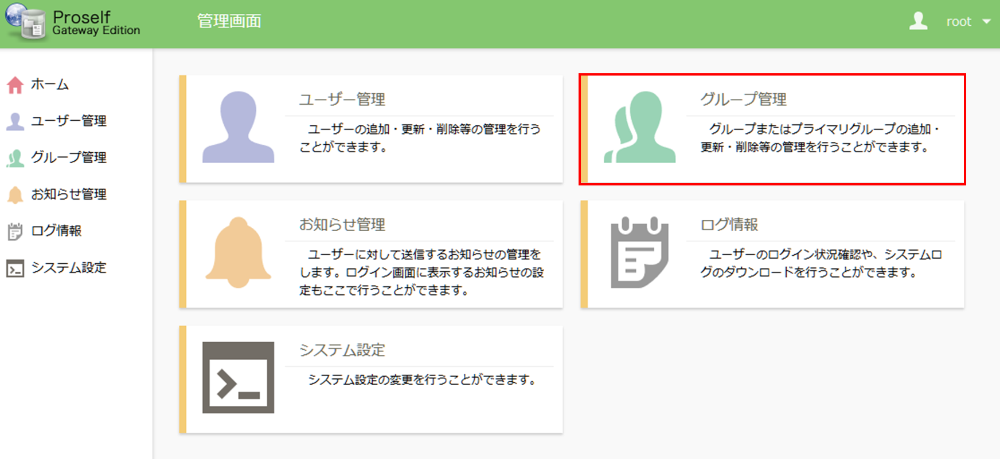 Proself
Gateway Edition
管理画面
root
ホーム
ユーザー管理
グループ管理
お知らせ管理
ログ情報
システム設定
ユーザー管理
ユーザーの追加・更新・削除等の管理を行う
ことができます。
グループ管理
グループまたはプライマリグループの追加・
更新・削除等の管理を行うことができます。
お知らせ管理
ユーザーに対して送信するお知らせの管理を
します。ログイン画面に表示するお知らせの設
定もここで行うことができます。
ログ情報
ユーザーのログイン状況確認や、システムロ
グのダウンロードを行うことができます。
システム設定
システム設定の変更を行うことができます。